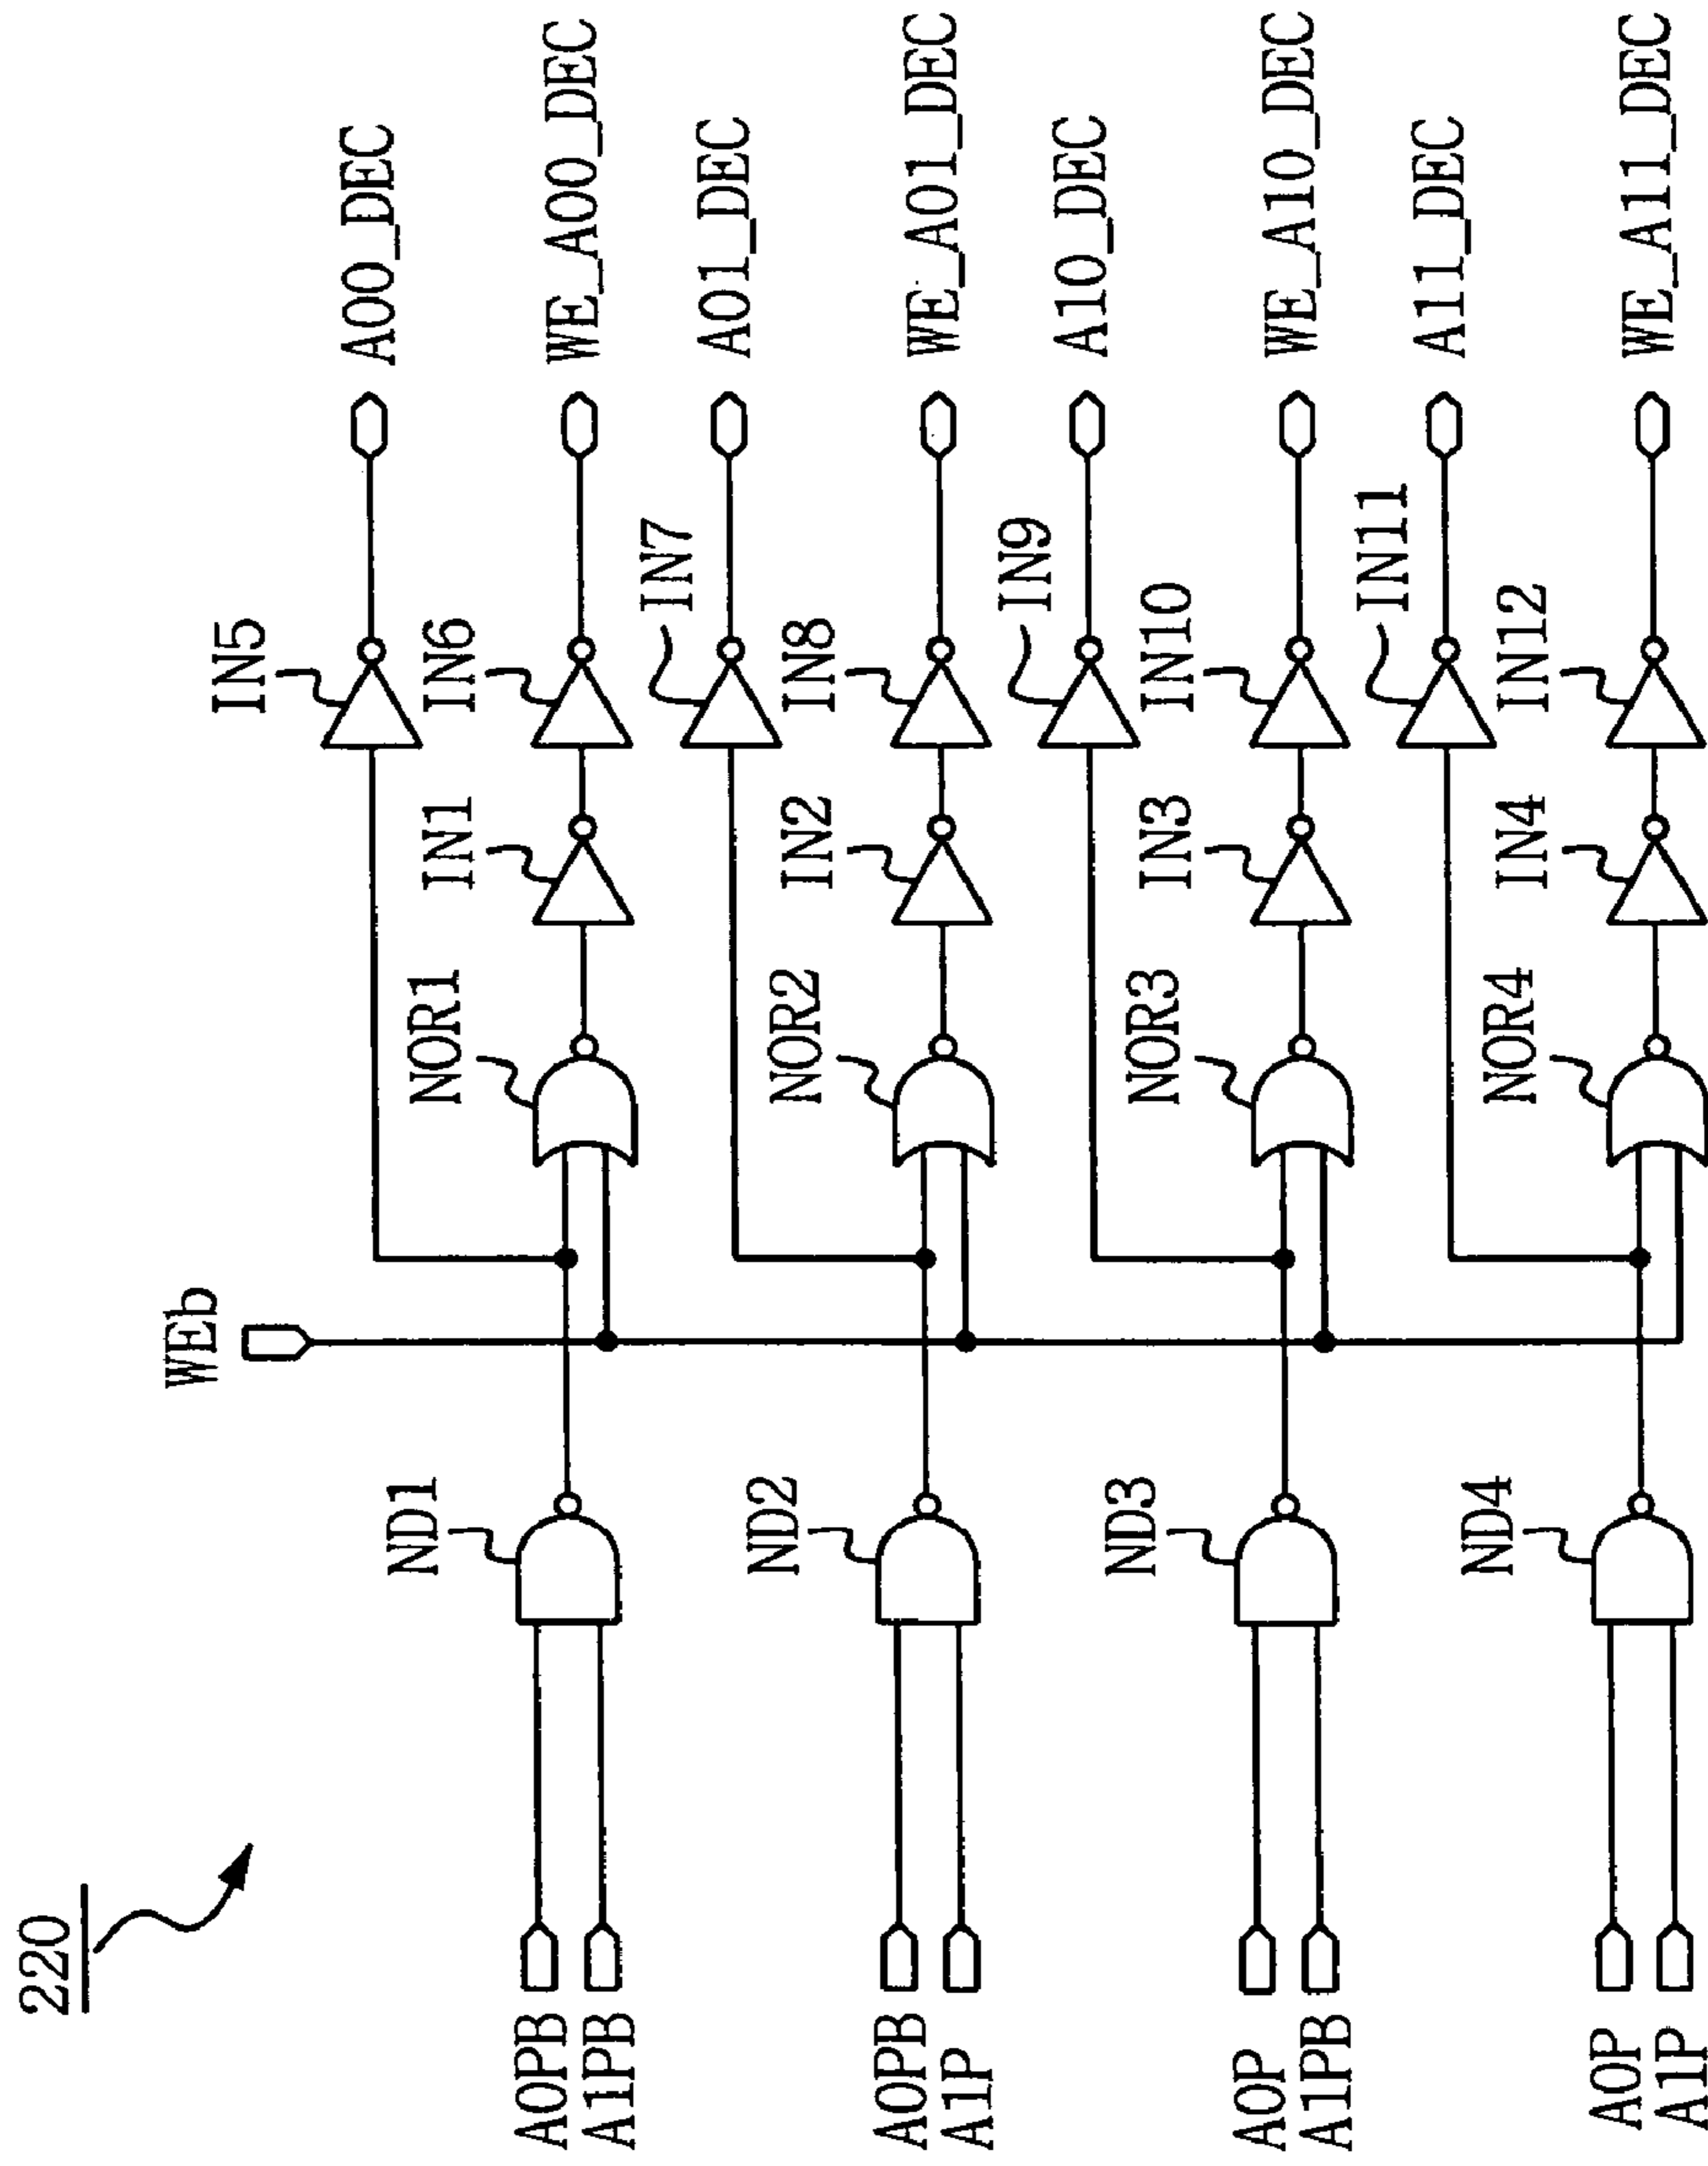 220
WEb
A0PB
A1PB
ND1
NOR1
IN1
IN5
IN6
A00_DEC
WE_A00_DEC
A0PB
A1P
ND2
NOR2
IN2
IN7
IN8
A01_DEC
WE_A01_DEC
A0P
A1PB
ND3
NOR3
IN3
IN9
IN10
A10_DEC
WE_A10_DEC
A0P
A1P
ND4
NOR4
IN4
IN11
IN12
A11_DEC
WE_A11_DEC